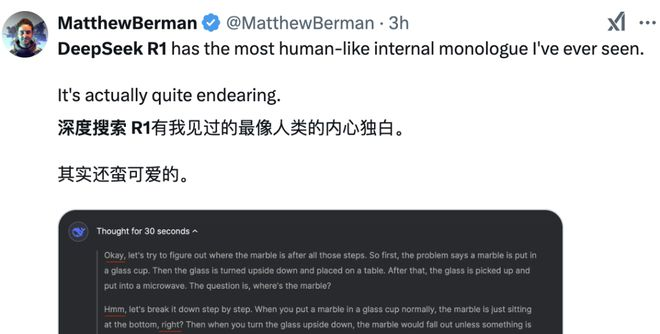 MatthewBerman @MatthewBerman · 3h
DeepSeek R1 has the most human-like internal monologue I've ever seen.
It's actually quite endearing.
深度搜索 R1有我见过的最像人类的内心独白。
其实还蛮可爱的。
Thought for 30 seconds
Okay, let's try to figure out where the marble is after all those steps. So first, the problem says a marble is put in
a glass cup. Then the glass is turned upside down and placed on a table. After that, the glass is picked up and
put into a microwave. The question is, where's the marble?
Hmm, let's break it down step by step. When you put a marble in a glass cup normally, the marble is just sitting
at the bottom, right? Then when you turn the glass upside down, the marble would fall out unless something is